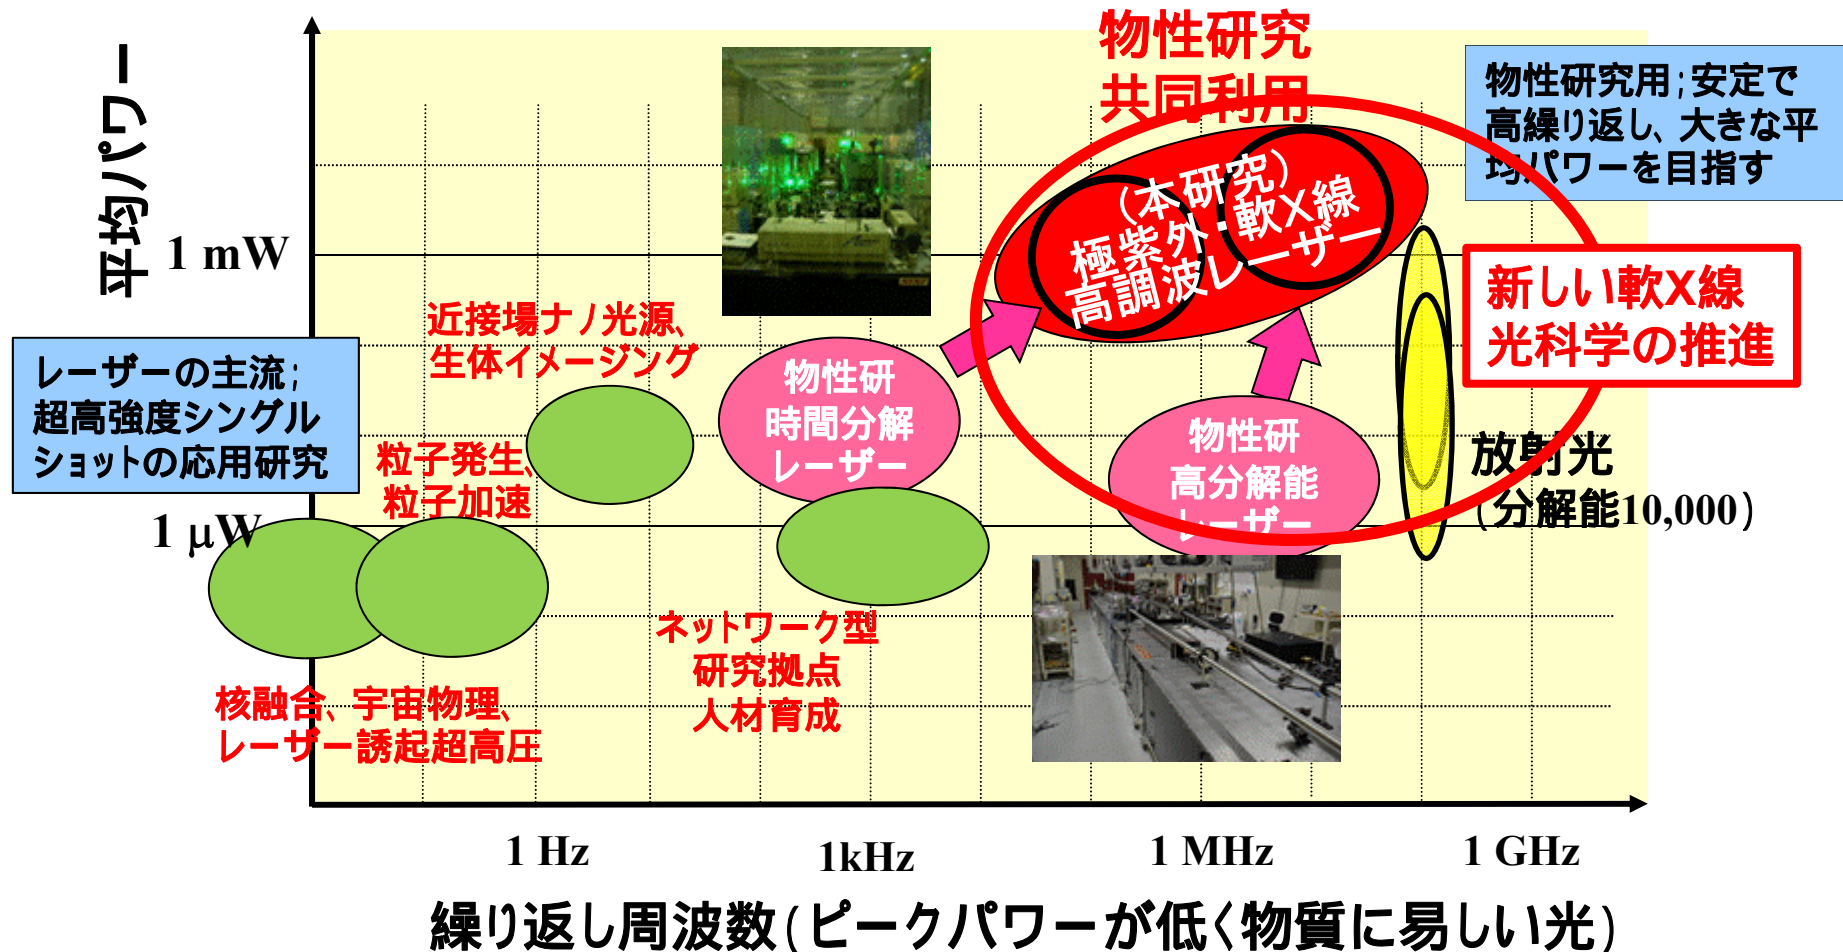 平均パワー
1 mW
1 μW
物性研究
共同利用
物性研究用;安定で
高繰り返し、大きな平
均パワーを目指す
(本研究)
極紫外・軟X線
高調波レーザー
新しい軟X線
光科学の推進
近接場ナノ光源、
生体イメージング
レーザーの主流;
超高強度シングル
ショットの応用研究
物性研
時間分解
レーザー
粒子発生、
粒子加速
物性研
高分解能
レーザー
放射光
(分解能10,000)
ネットワーク型
研究拠点
人材育成
核融合、宇宙物理、
レーザー誘起超高圧
1 Hz
1kHz
1 MHz
1 GHz
繰り返し周波数(ピークパワーが低く物質に易しい光)